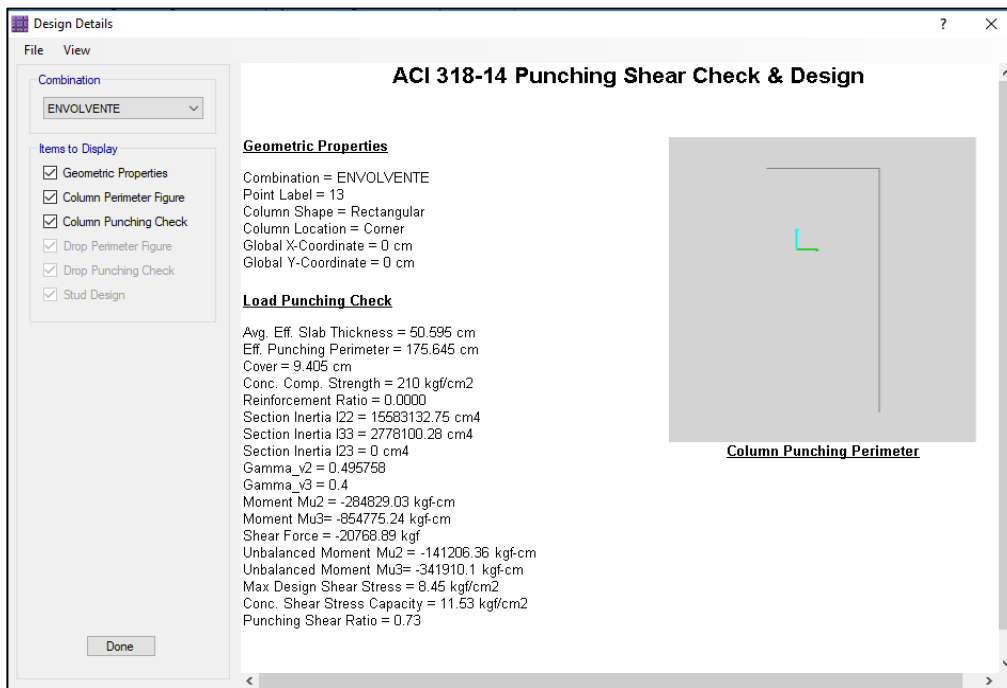 Design Details
?
File View
Combination
ENVOLVENTE
Items to Display
Geometric Properties
Column Perimeter Figure
Column Punching Check
Drop Perimeter Figure
Drop Punching Check
Stud Design
Done
ACI 318-14 Punching Shear Check & Design
Geometric Properties
Combination = ENVOLVENTE
Point Label = 13
Column Shape = Rectangular
Column Location = Corner
Global X-Coordinate = 0 cm
Global Y-Coordinate = 0 cm
Load Punching Check
Avg. Eff. Slab Thickness = 50.595 cm
Eff. Punching Perimeter = 175.645 cm
Cover = 9.405 cm
Conc. Comp. Strength = 210 kgf/cm2
Reinforcement Ratio = 0.0000
Section Inertia I22 = 15583132.75 cm4
Section Inertia I33 = 2778100.28 cm4
Section Inertia I23 = 0 cm4
Gamma_v2 = 0.495758
Gamma_v3 = 0.4
Moment Mu2 = -284829.03 kgf-cm
Moment Mu3= -854775.24 kgf-cm
Shear Force = -20768.89 kgf
Unbalanced Moment Mu2 = -141206.36 kgf-cm
Unbalanced Moment Mu3= -341910.1 kgf-cm
Max Design Shear Stress = 8.45 kgf/cm2
Conc. Shear Stress Capacity = 11.53 kgf/cm2
Punching Shear Ratio = 0.73
Column Punching Perimeter